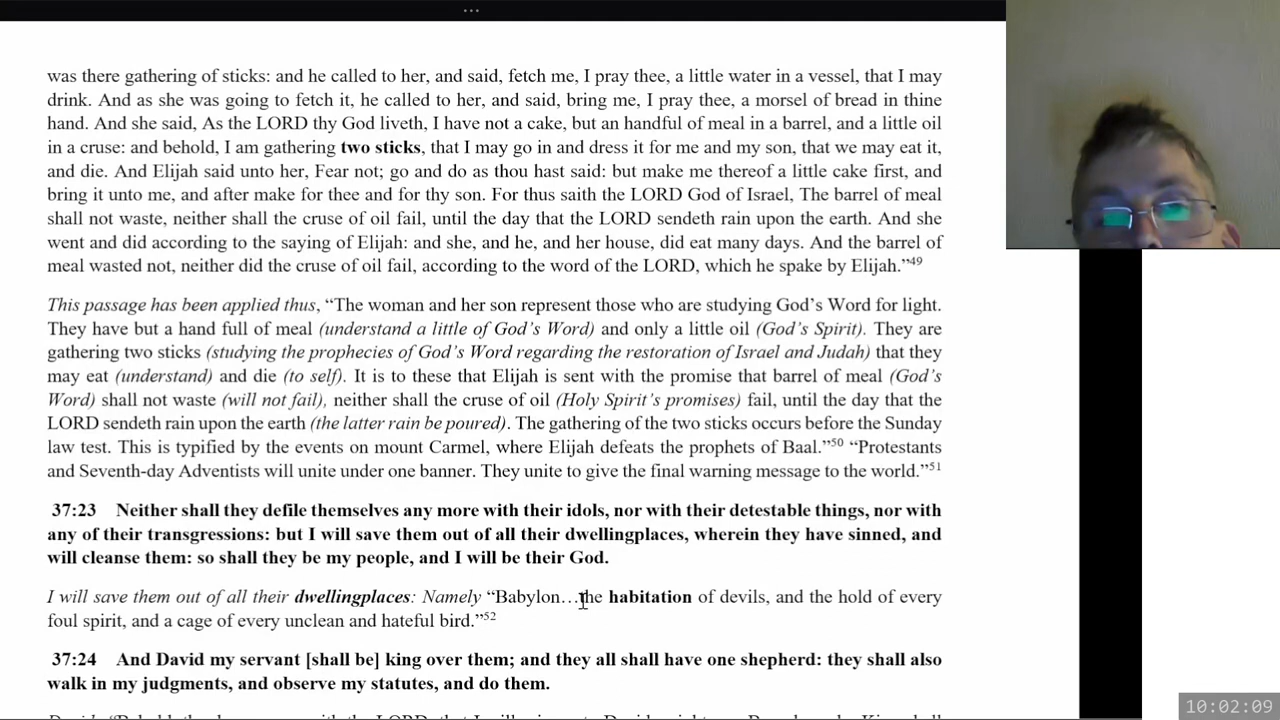 was there gathering of sticks: and he called to her, and said, fetch me, I pray thee, a little water in a vessel, that I may
drink. And as she was going to fetch it, he called to her, and said, bring me, I pray thee, a morsel of bread in thine
hand. And she said, As the LORD thy God liveth, I have not a cake, but an handful of meal in a barrel, and a little oil
in a cruse: and behold, I am gathering two sticks, that I may go in and dress it for me and my son, that we may eat it,
and die. And Elijah said unto her, Fear not; go and do as thou hast said: but make me thereof a little cake first, and
bring it unto me, and after make for thee and for thy son. For thus saith the LORD God of Israel, The barrel of meal
shall not waste, neither shall the cruse of oil fail, until the day that the LORD sendeth rain upon the earth. And she
went and did according to the saying of Elijah: and she, and he, and her house, did eat many days. And the barrel of
meal wasted not, neither did the cruse of oil fail, according to the word of the LORD, which he spake by Elijah.”49
This passage has been applied thus, “The woman and her son represent those who are studying God’s Word for light.
They have but a hand full of meal (understand a little of God’s Word) and only a little oil (God’s Spirit). They are
gathering two sticks (studying the prophecies of God’s Word regarding the restoration of Israel and Judah) that they
may eat (understand) and die (to self). It is to these that Elijah is sent with the promise that barrel of meal (God’s
Word) shall not waste (will not fail), neither shall the cruse of oil (Holy Spirit’s promises) fail, until the day that the
LORD sendeth rain upon the earth (the latter rain be poured). The gathering of the two sticks occurs before the Sunday
law test. This is typified by the events on mount Carmel, where Elijah defeats the prophets of Baal.”50 “Protestants
and Seventh-day Adventists will unite under one banner. They unite to give the final warning message to the world.”51
37:23 Neither shall they defile themselves any more with their idols, nor with their detestable things, nor with
any of their transgressions: but I will save them out of all their dwellingplaces, wherein they have sinned, and
will cleanse them: so shall they be my people, and I will be their God.
I will save them out of all their dwellingplaces: Namely “Babylon…the habitation of devils, and the hold of every
foul spirit, and a cage of every unclean and hateful bird.”52
37:24 And David my servant [shall be] king over them; and they all shall have one shepherd: they shall also
walk in my judgments, and observe my statutes, and do them.
10:02:09